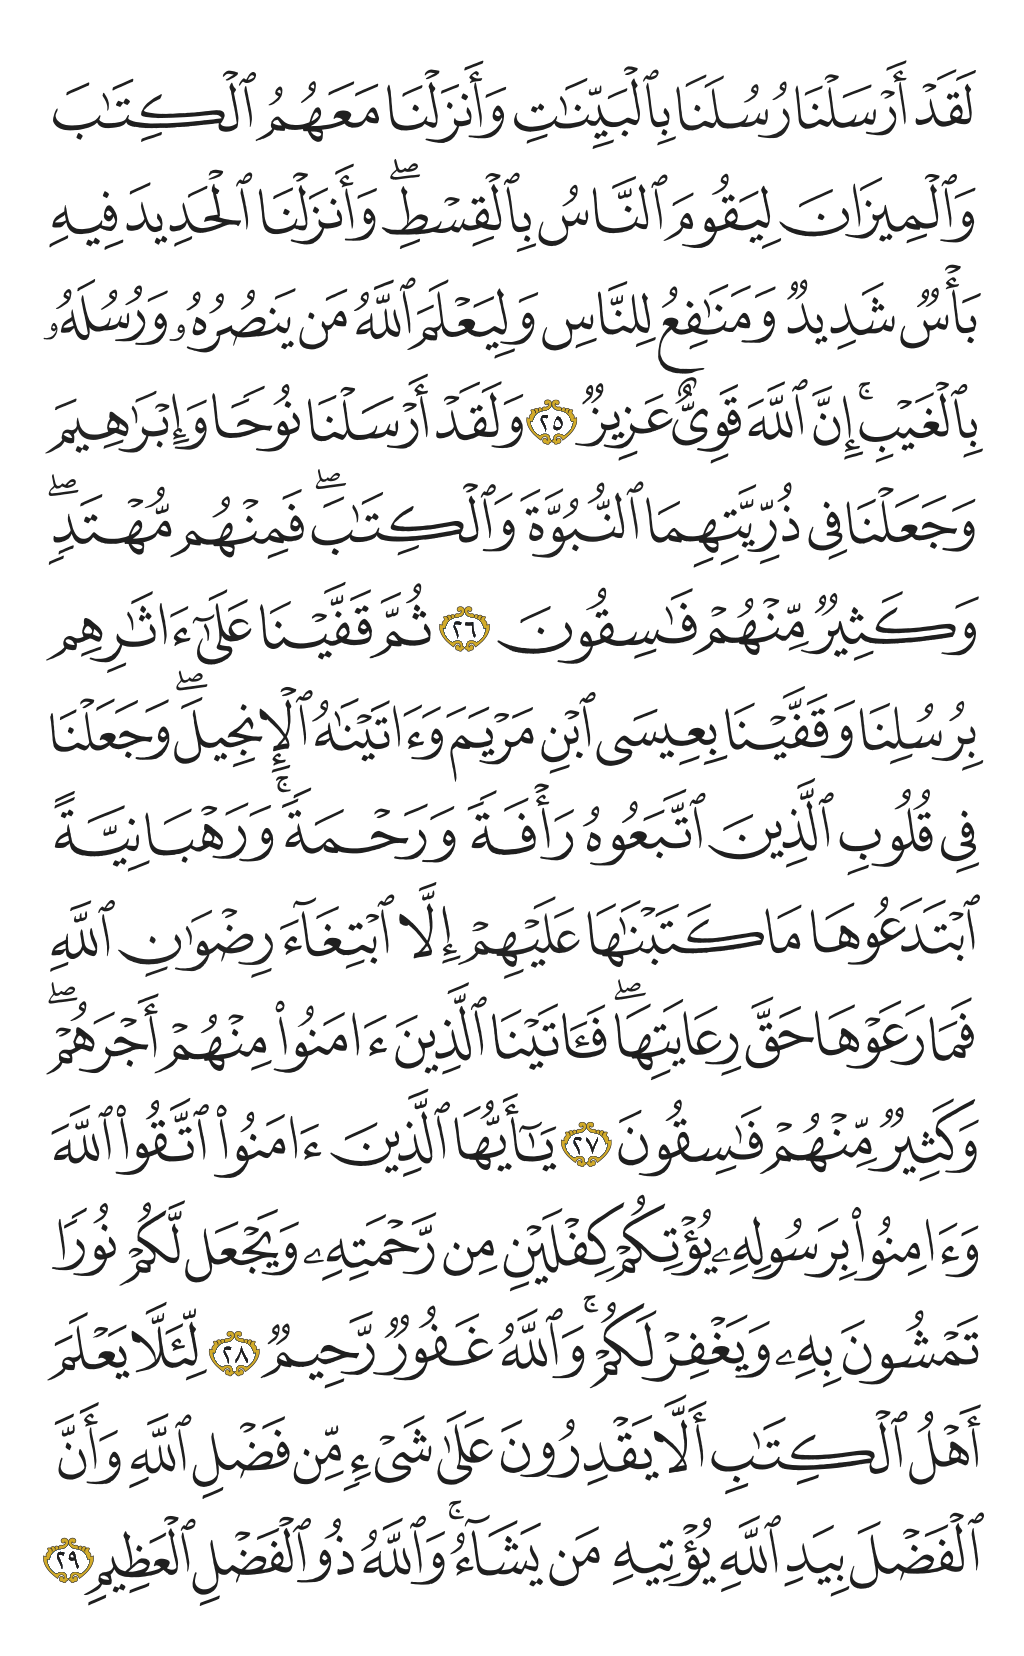 لَقَدْ أَرْسَلْنَا رُسُلَنَا بِٱلْبَيِّنَٰتِ وَأَنزَلْنَا مَعَهُمُ ٱلْكِتَٰبَ
وَٱلْمِيزَانَ لِيَقُومَ ٱلنَّاسُ بِٱلْقِسْطِ ۖ وَأَنزَلْنَا ٱلْحَدِيدَ فِيهِ
بَأْسٌ شَدِيدٌ وَمَنَٰفِعُ لِلنَّاسِ وَلِيَعْلَمَ ٱللَّهُ مَن يَنصُرُهُۥ وَرُسُلَهُۥ
بِٱلْغَيْبِ ۚ إِنَّ ٱللَّهَ قَوِىٌّ عَزِيزٌ ٢٥ وَلَقَدْ أَرْسَلْنَا نُوحًا وَإِبْرَٰهِيمَ
وَجَعَلْنَا فِى ذُرِّيَّتِهِمَا ٱلنُّبُوَّةَ وَٱلْكِتَٰبَ ۖ فَمِنْهُم مُّهْتَدٍ ۖ
وَكَثِيرٌ مِّنْهُمْ فَٰسِقُونَ ٢٦ ثُمَّ قَفَّيْنَا عَلَىٰٓ ءَاثَٰرِهِم
بِرُسُلِنَا وَقَفَّيْنَا بِعِيسَى ٱبْنِ مَرْيَمَ وَءَاتَيْنَٰهُ ٱلْإِنجِيلَ ۖ وَجَعَلْنَا
فِى قُلُوبِ ٱلَّذِينَ ٱتَّبَعُوهُ رَأْفَةً وَرَحْمَةً ۚ وَرَهْبَانِيَّةً
ٱبْتَدَعُوهَا مَا كَتَبْنَٰهَا عَلَيْهِمْ إِلَّا ٱبْتِغَآءَ رِضْوَٰنِ ٱللَّهِ
فَمَا رَعَوْهَا حَقَّ رِعَايَتِهَا ۖ فَـَٔاتَيْنَا ٱلَّذِينَ ءَامَنُوا۟ مِنْهُمْ أَجْرَهُمْ ۖ
وَكَثِيرٌ مِّنْهُمْ فَٰسِقُونَ ٢٧ يَٰٓأَيُّهَا ٱلَّذِينَ ءَامَنُوا۟ ٱتَّقُوا۟ ٱللَّهَ
وَءَامِنُوا۟ بِرَسُولِهِۦ يُؤْتِكُمْ كِفْلَيْنِ مِن رَّحْمَتِهِۦ وَيَجْعَل لَّكُمْ نُورًا
تَمْشُونَ بِهِۦ وَيَغْفِرْ لَكُمْ ۚ وَٱللَّهُ غَفُورٌ رَّحِيمٌ ٢٨ لِّئَلَّا يَعْلَمَ
أَهْلُ ٱلْكِتَٰبِ أَلَّا يَقْدِرُونَ عَلَىٰ شَىْءٍ مِّن فَضْلِ ٱللَّهِ وَأَنَّ
ٱلْفَضْلَ بِيَدِ ٱللَّهِ يُؤْتِيهِ مَن يَشَآءُ ۚ وَٱللَّهُ ذُو ٱلْفَضْلِ ٱلْعَظِيمِ ٢٩